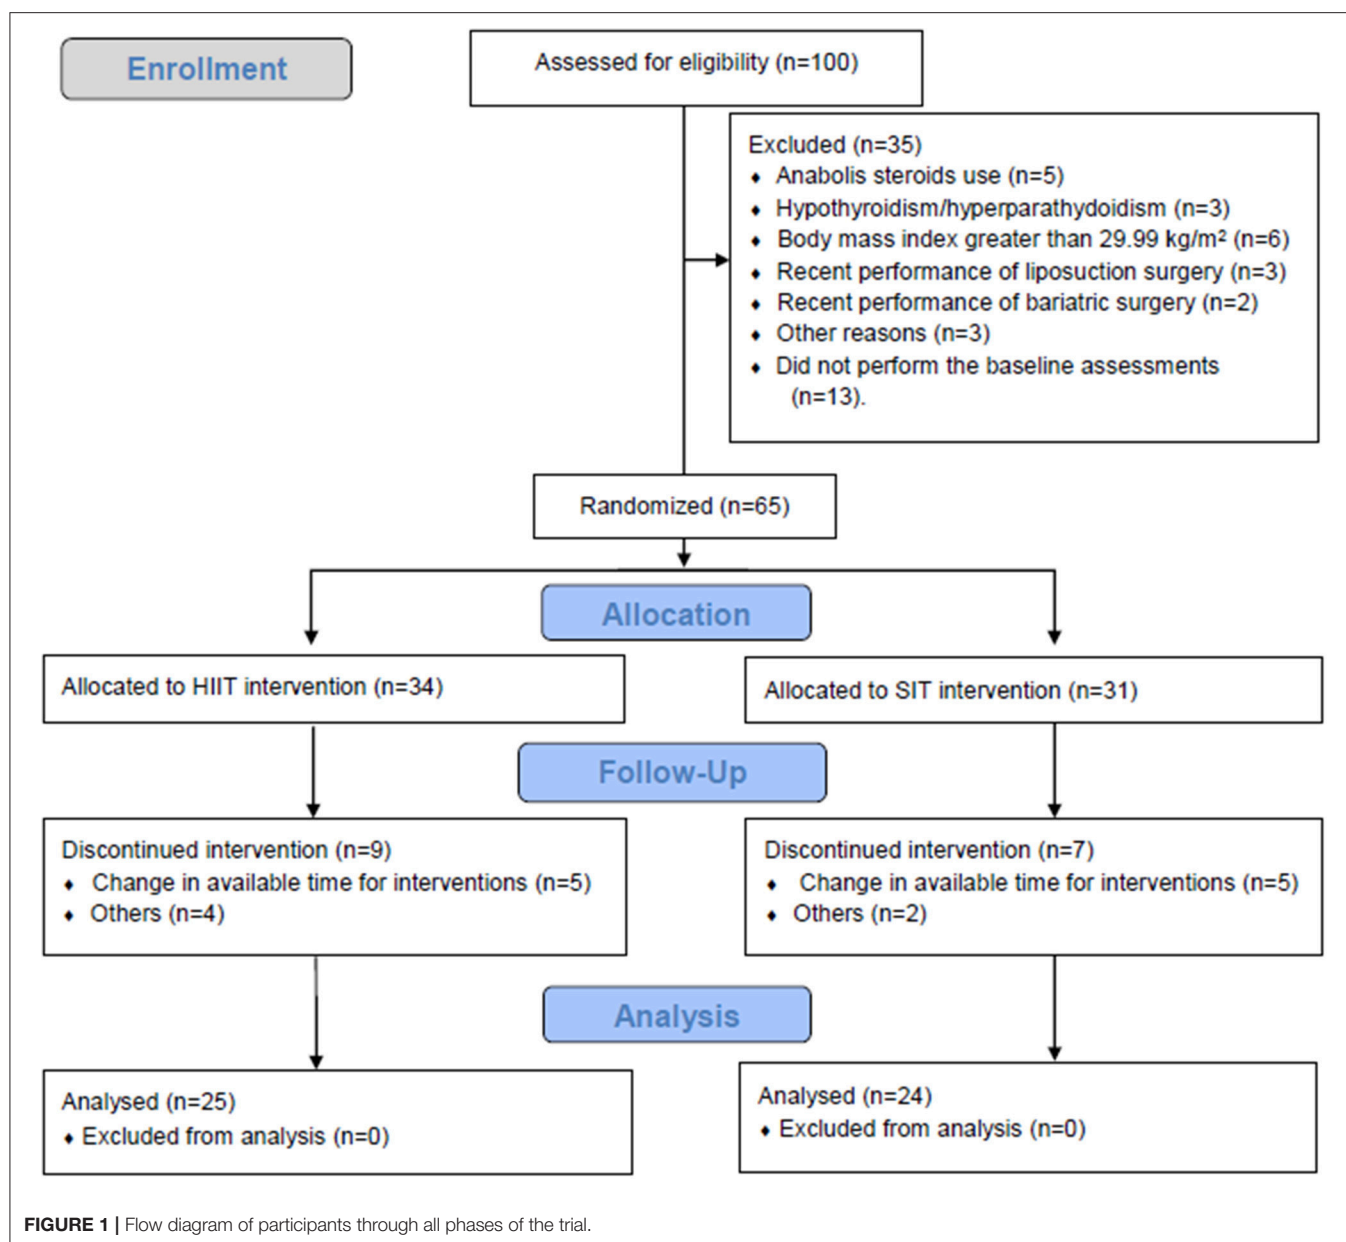 Enrollment
Assessed for eligibility (n=100)
Excluded (n=35)
♦ Anabolis steroids use (n=5)
♦ Hypothyroidism/hyperparathydoidism (n=3)
♦ Body mass index greater than 29.99 kg/m² (n=6)
♦ Recent performance of liposuction surgery (n=3)
♦ Recent performance of bariatric surgery (n=2)
♦ Other reasons (n=3)
♦ Did not perform the baseline assessments
(n=13).
Randomized (n=65)
Allocation
Allocated to HIIT intervention (n=34)
Allocated to SIT intervention (n=31)
Follow-Up
Discontinued intervention (n=9)
♦ Change in available time for interventions (n=5)
♦ Others (n=4)
Discontinued intervention (n=7)
♦ Change in available time for interventions (n=5)
♦ Others (n=2)
Analysis
Analysed (n=25)
♦ Excluded from analysis (n=0)
Analysed (n=24)
♦ Excluded from analysis (n=0)
FIGURE 1 | Flow diagram of participants through all phases of the trial.